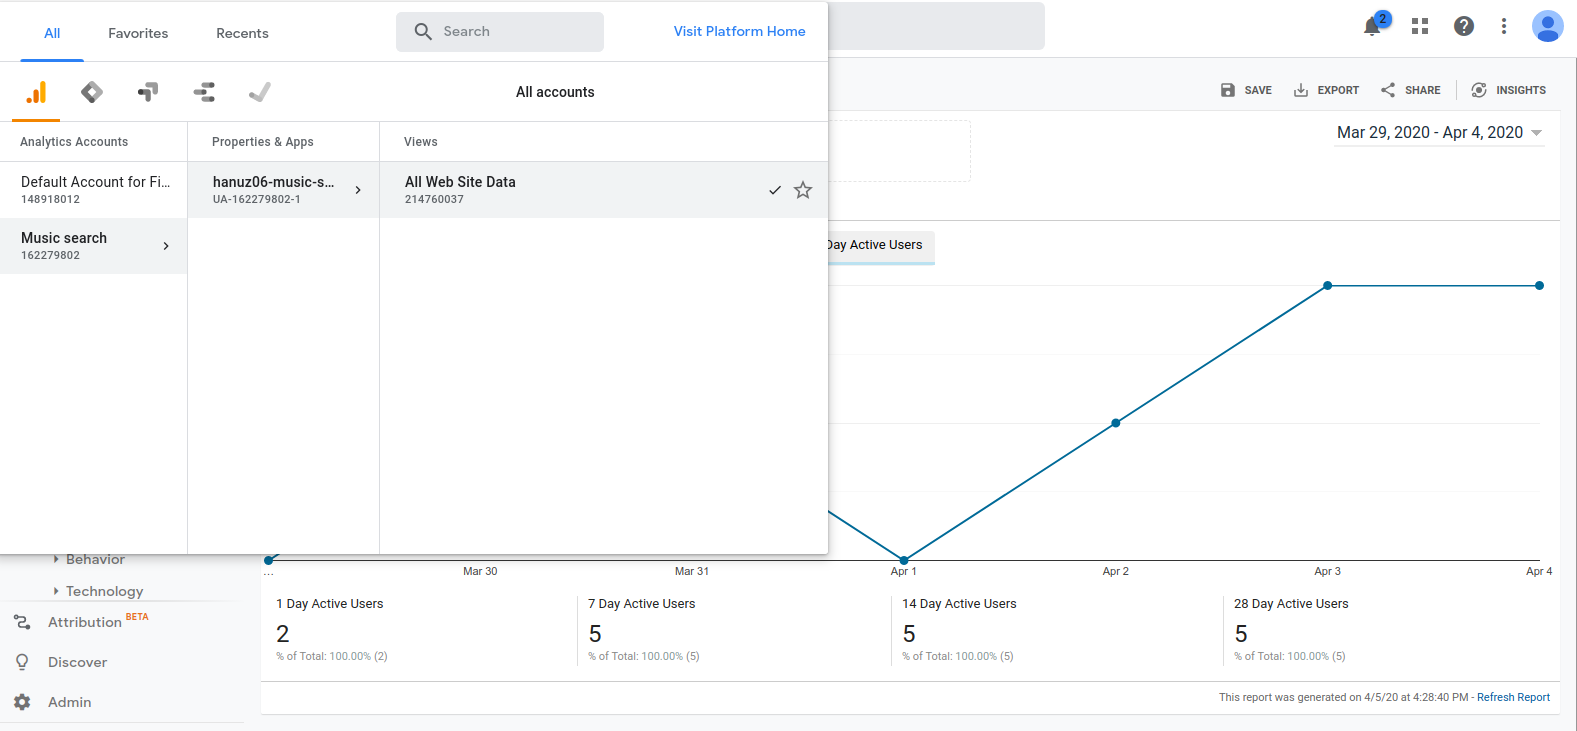 All
Favorites
Recents
Search
Visit Platform Home
2
All accounts
SAVE
EXPORT
SHARE
INSIGHTS
Analytics Accounts
Properties & Apps
Views
Mar 29, 2020 - Apr 4, 2020
Default Account for Fi...
148918012
hanuz06-music-s...
UA-162279802-1
All Web Site Data
214760037
Music search
162279802
Day Active Users
Behavior
Technology
Attribution BETA
Discover
Admin
...
Mar 30
Mar 31
Apr 1
Apr 2
Apr 3
Apr 4
1 Day Active Users
2
% of Total: 100.00% (2)
7 Day Active Users
5
% of Total: 100.00% (5)
14 Day Active Users
5
% of Total: 100.00% (5)
28 Day Active Users
5
% of Total: 100.00% (5)
This report was generated on 4/5/20 at 4:28:40 PM - Refresh Report